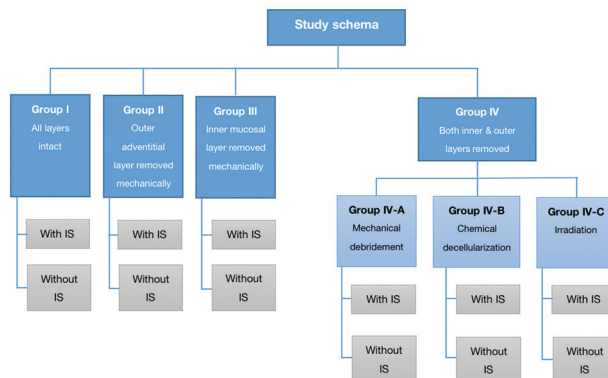 Study schema
Group I
All layers
intact
Group II
Outer
adventitial
layer removed
mechanically
Group III
Inner mucosal
layer removed
mechanically
Group IV
Both inner & outer
layers removed
With IS
Without
IS
With IS
Without
IS
With IS
Without
IS
Group IV-A
Mechanical
debridement
Group IV-B
Chemical
decellularization
Group IV-C
Irradiation
With IS
Without
IS
With IS
Without
IS
With IS
Without
IS